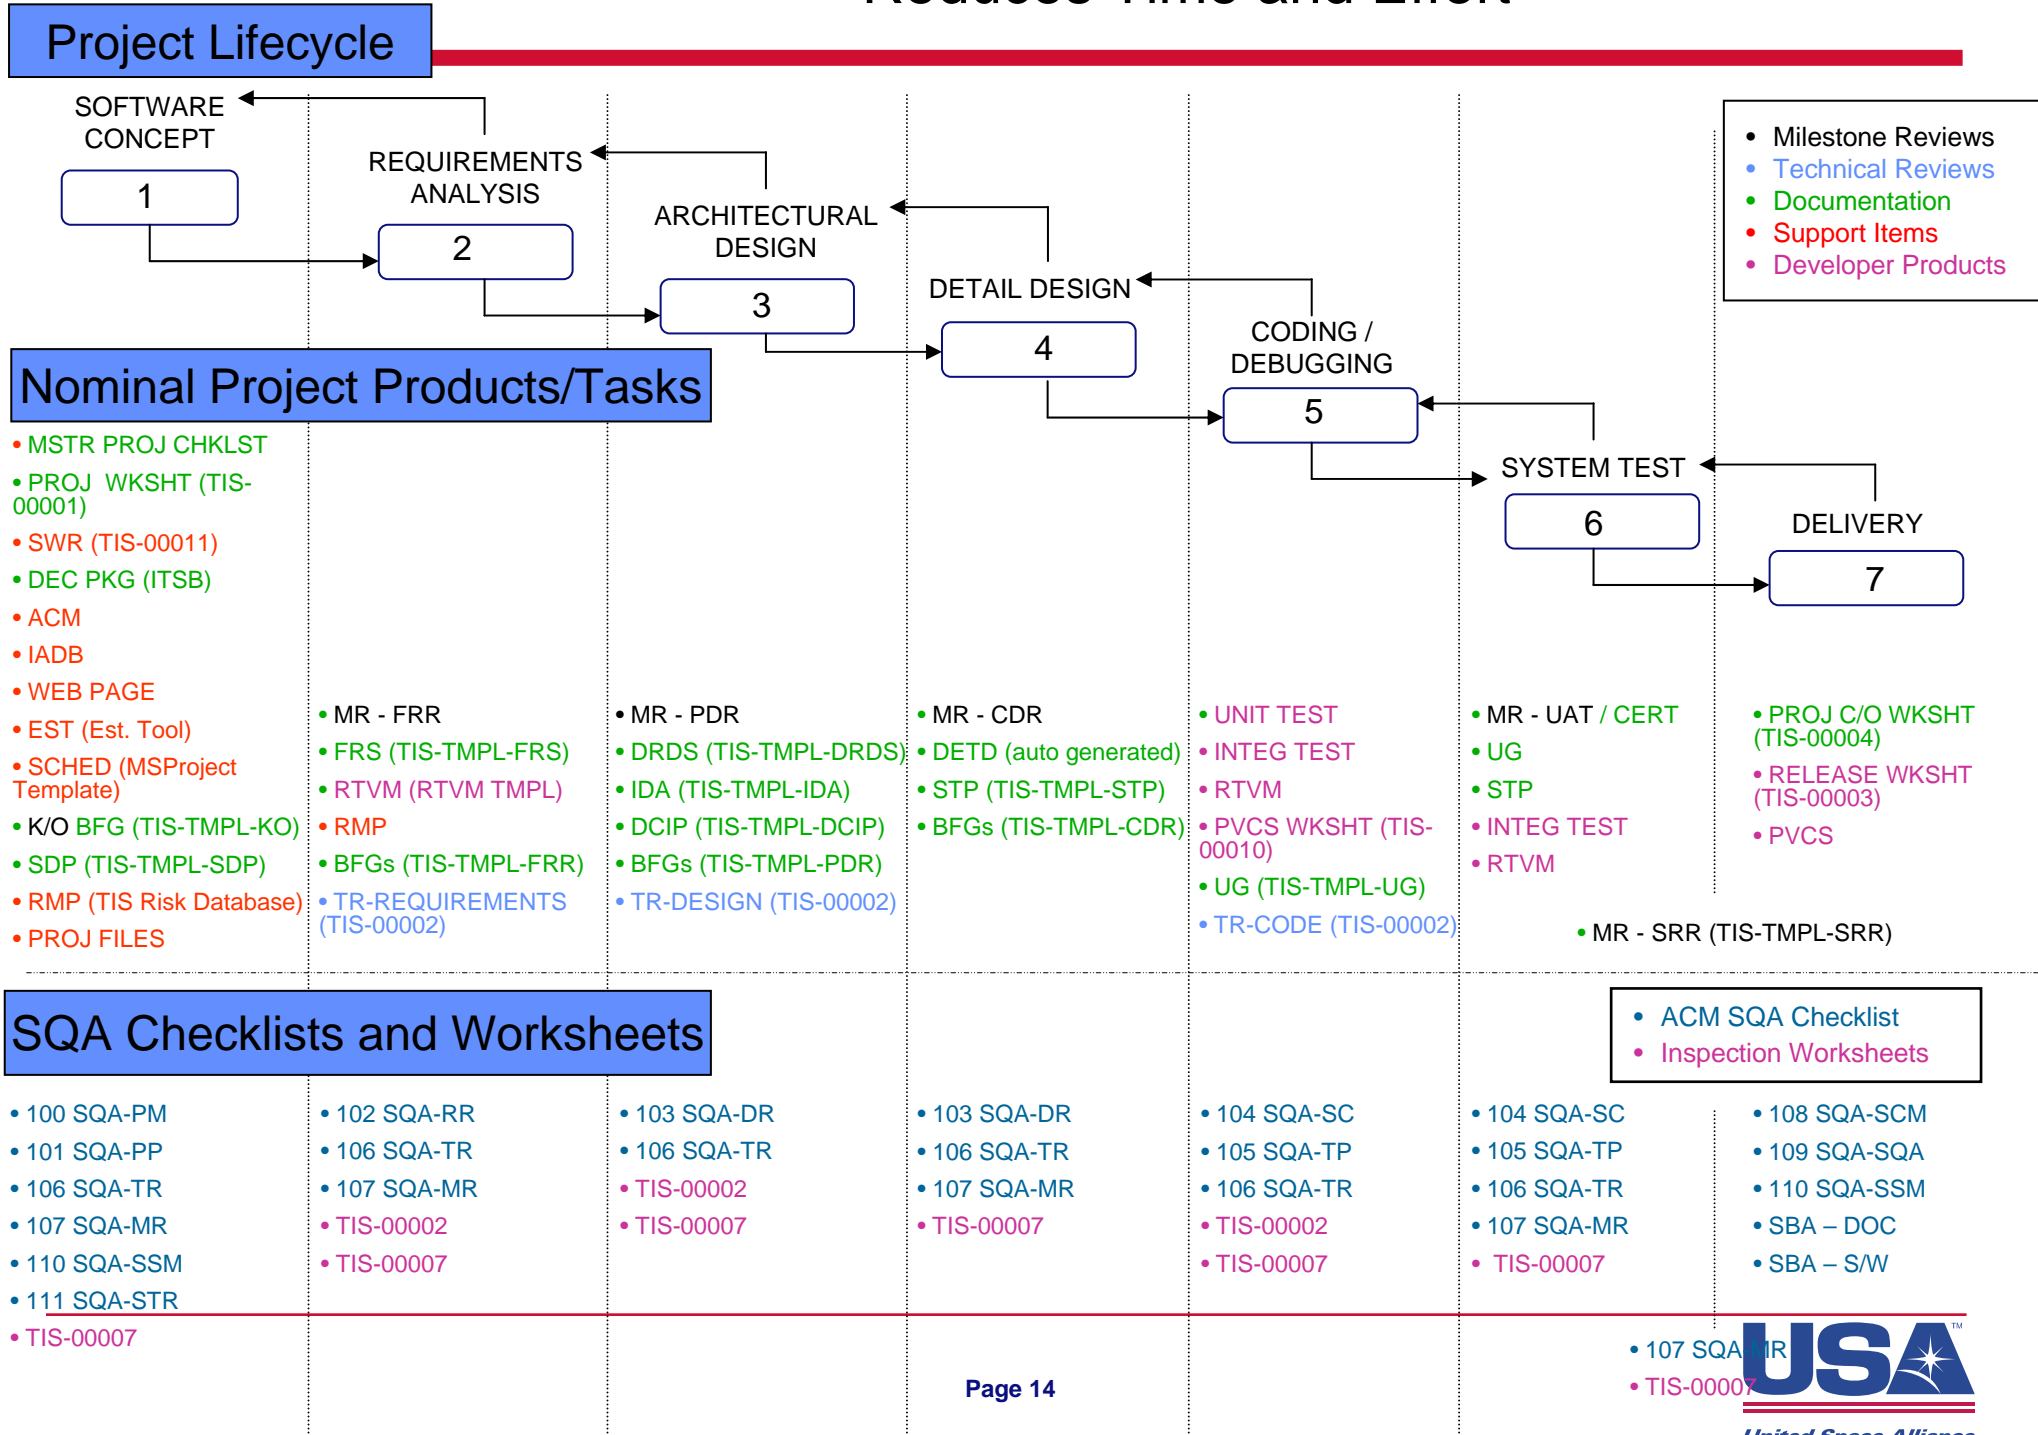 Reduces Time and Effort
Project Lifecycle
SOFTWARE
CONCEPT
1
REQUIREMENTS
ANALYSIS
2
ARCHITECTURAL
DESIGN
3
DETAIL DESIGN
4
CODING /
DEBUGGING
5
SYSTEM TEST
6
DELIVERY
7
• Milestone Reviews
• Technical Reviews
• Documentation
• Support Items
• Developer Products
Nominal Project Products/Tasks
• MSTR PROJ CHKLST
• PROJ WKSHT (TIS-
00001)
• SWR (TIS-00011)
• DEC PKG (ITSB)
• ACM
• IADB
• WEB PAGE
• EST (Est. Tool)
• SCHED (MSProject
Template)
• K/O BFG (TIS-TMPL-KO)
• SDP (TIS-TMPL-SDP)
• RMP (TIS Risk Database)
• PROJ FILES
• MR - FRR
• FRS (TIS-TMPL-FRS)
• RTVM (RTVM TMPL)
• RMP
• BFGs (TIS-TMPL-FRR)
• TR-REQUIREMENTS
(TIS-00002)
• MR - PDR
• DRDS (TIS-TMPL-DRDS)
• IDA (TIS-TMPL-IDA)
• DCIP (TIS-TMPL-DCIP)
• BFGs (TIS-TMPL-PDR)
• TR-DESIGN (TIS-00002)
• MR - CDR
• DETD (auto generated)
• STP (TIS-TMPL-STP)
• BFGs (TIS-TMPL-CDR)
• UNIT TEST
• INTEG TEST
• RTVM
• PVCS WKSHT (TIS-
00010)
• UG (TIS-TMPL-UG)
• TR-CODE (TIS-00002)
• MR - UAT / CERT
• UG
• STP
• INTEG TEST
• RTVM
• PROJ C/O WKSHT
(TIS-00004)
• RELEASE WKSHT
(TIS-00003)
• PVCS
• MR - SRR (TIS-TMPL-SRR)
SQA Checklists and Worksheets
• ACM SQA Checklist
• Inspection Worksheets
• 100 SQA-PM
• 101 SQA-PP
• 106 SQA-TR
• 107 SQA-MR
• 110 SQA-SSM
• 111 SQA-STR
• TIS-00007
• 102 SQA-RR
• 106 SQA-TR
• 107 SQA-MR
• TIS-00002
• TIS-00007
• 103 SQA-DR
• 106 SQA-TR
• TIS-00002
• TIS-00007
• 103 SQA-DR
• 106 SQA-TR
• 107 SQA-MR
• TIS-00007
• 104 SQA-SC
• 105 SQA-TP
• 106 SQA-TR
• TIS-00002
• TIS-00007
• 104 SQA-SC
• 105 SQA-TP
• 106 SQA-TR
• 107 SQA-MR
• TIS-00007
• 108 SQA-SCM
• 109 SQA-SQA
• 110 SQA-SSM
• SBA – DOC
• SBA – S/W
• 107 SQA-MR
• TIS-00007
Page 14
USA™
United Space Alliance